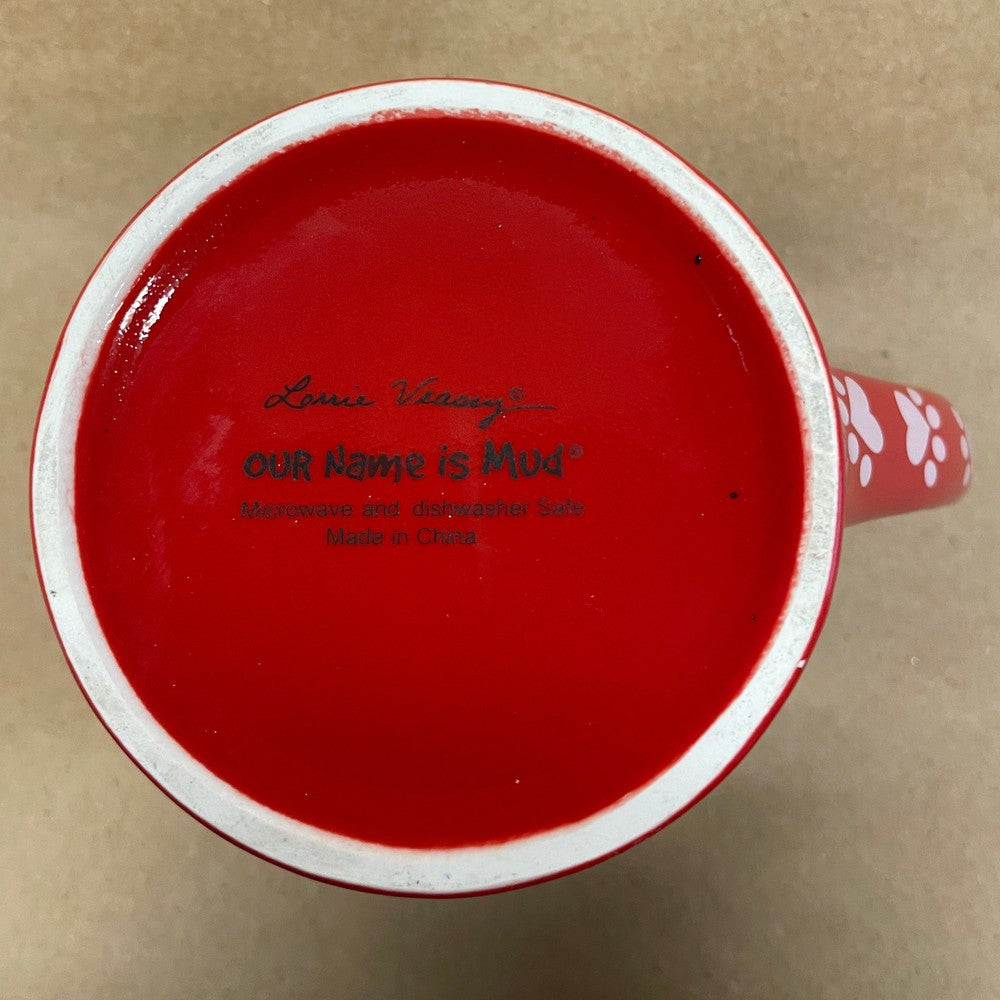 Lorrie Veasey©
OUR Name is Mud®
Microwave and dishwasher Safe
Made in China